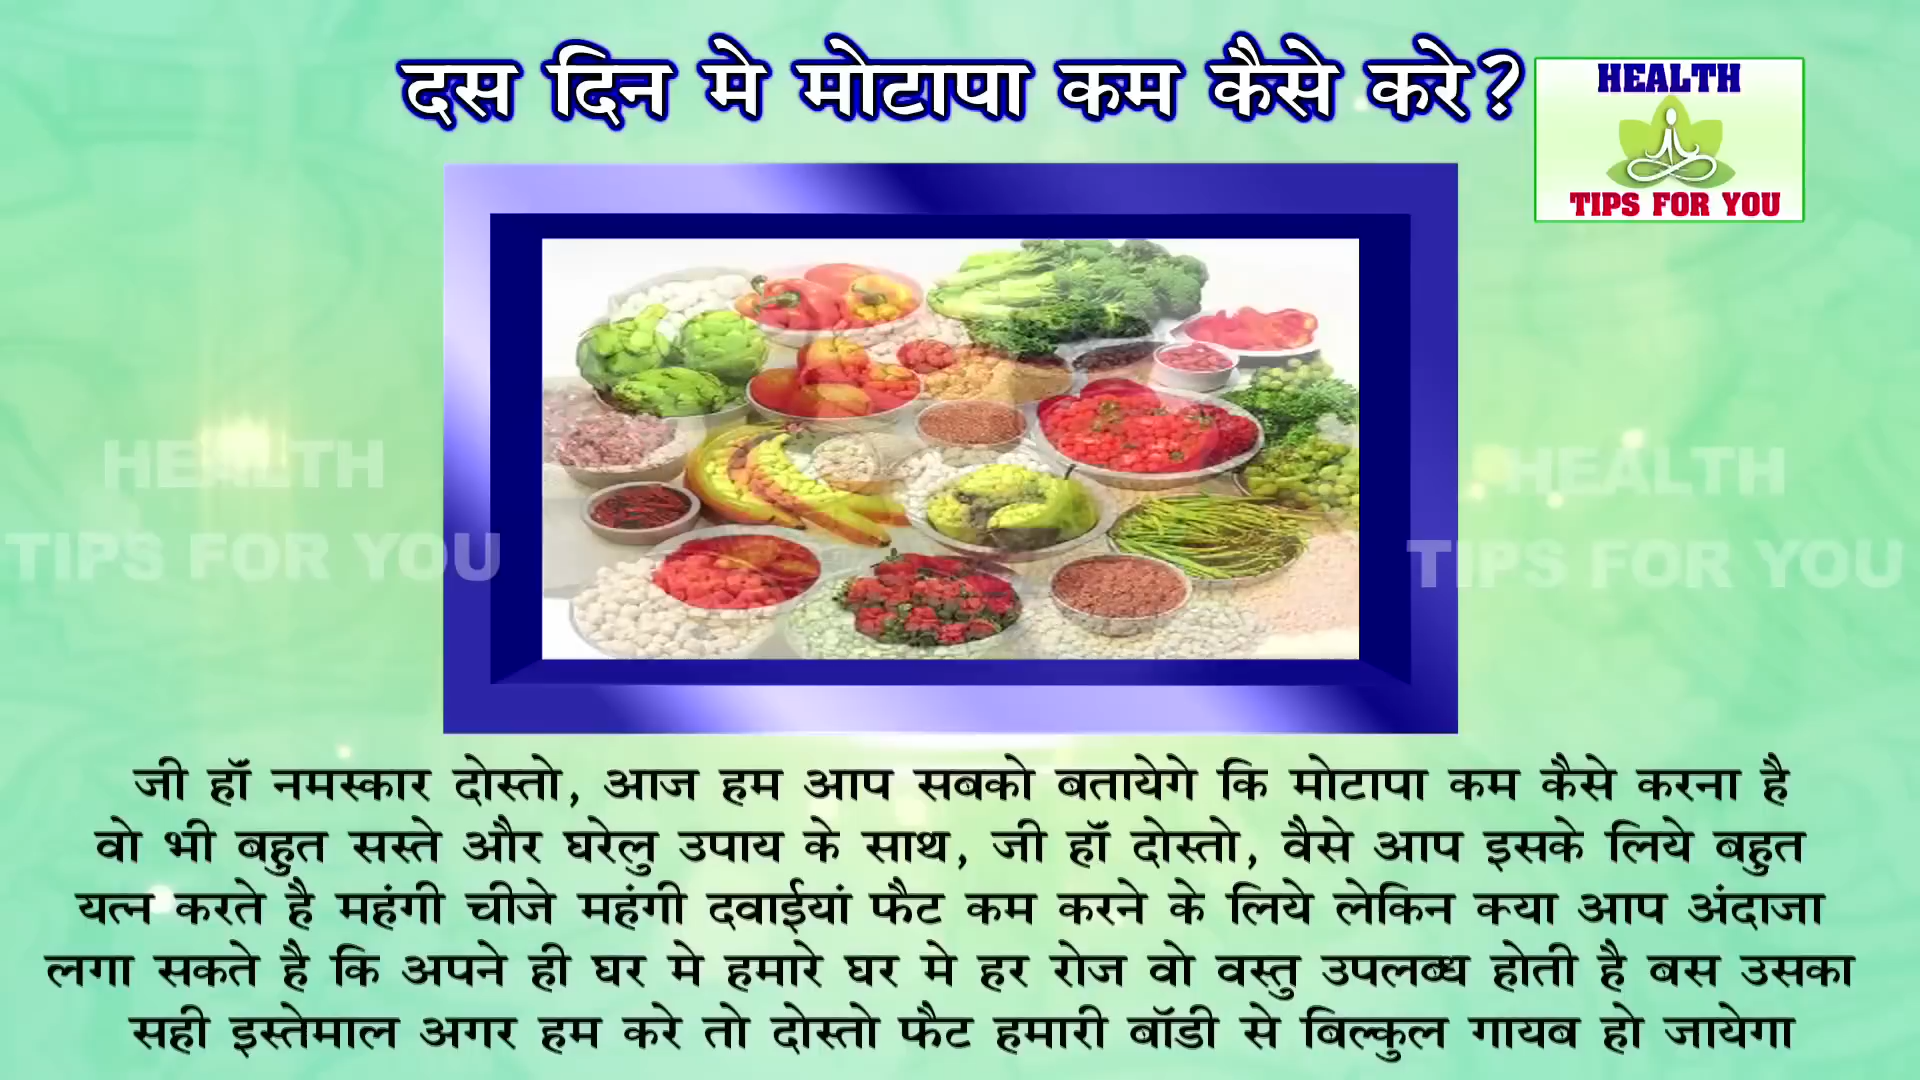 दस दिन मे मोटापा कम कैसे करे?
HEALTH
TIPS FOR YOU
HEALTH
TIPS FOR YOU
HEALTH
TIPS FOR YOU
जी हॉं नमस्कार दोस्तो, आज हम आप सबको बतायेगे कि मोटापा कम कैसे करना है
वो भी बहुत सस्ते और घरेलु उपाय के साथ, जी हॉं दोस्तो, वैसे आप इसके लिये बहुत
यत्न करते है महंगी चीजे महंगी दवाईयां फैट कम करने के लिये लेकिन क्या आप अंदाजा
लगा सकते है कि अपने ही घर मे हमारे घर मे हर रोज वो वस्तु उपलब्ध होती है बस उसका
सही इस्तेमाल अगर हम करे तो दोस्तो फैट हमारी बॉडी से बिल्कुल गायब हो जायेगा